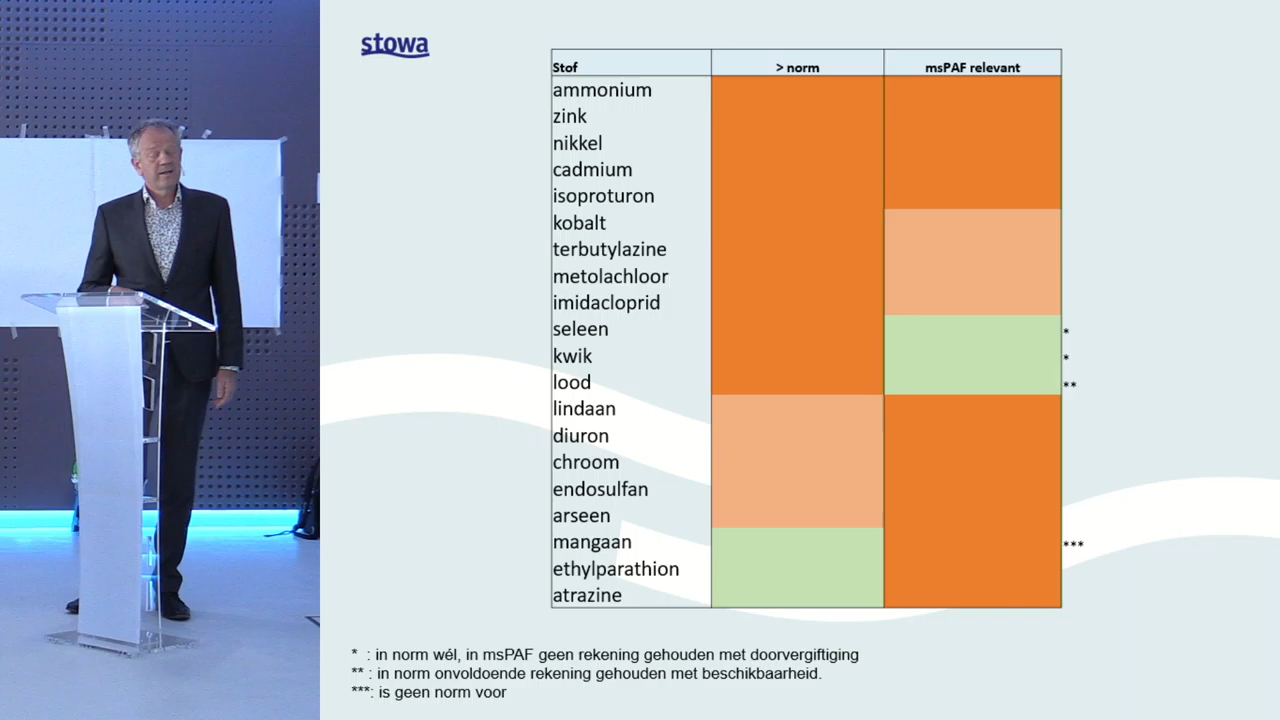 stowa
Stof > norm msPAF relevant
ammonium
zink
nikkel
cadmium
isoproturon
kobalt
terbutylazine
metolachloor
imidacloprid
seleen *
kwik *
lood **
lindaan
diuron
chroom
endosulfan
arseen
mangaan ***
ethylparathion
atrazine
* : in norm wél, in msPAF geen rekening gehouden met doorvergiftiging
** : in norm onvoldoende rekening gehouden met beschikbaarheid.
***: is geen norm voor